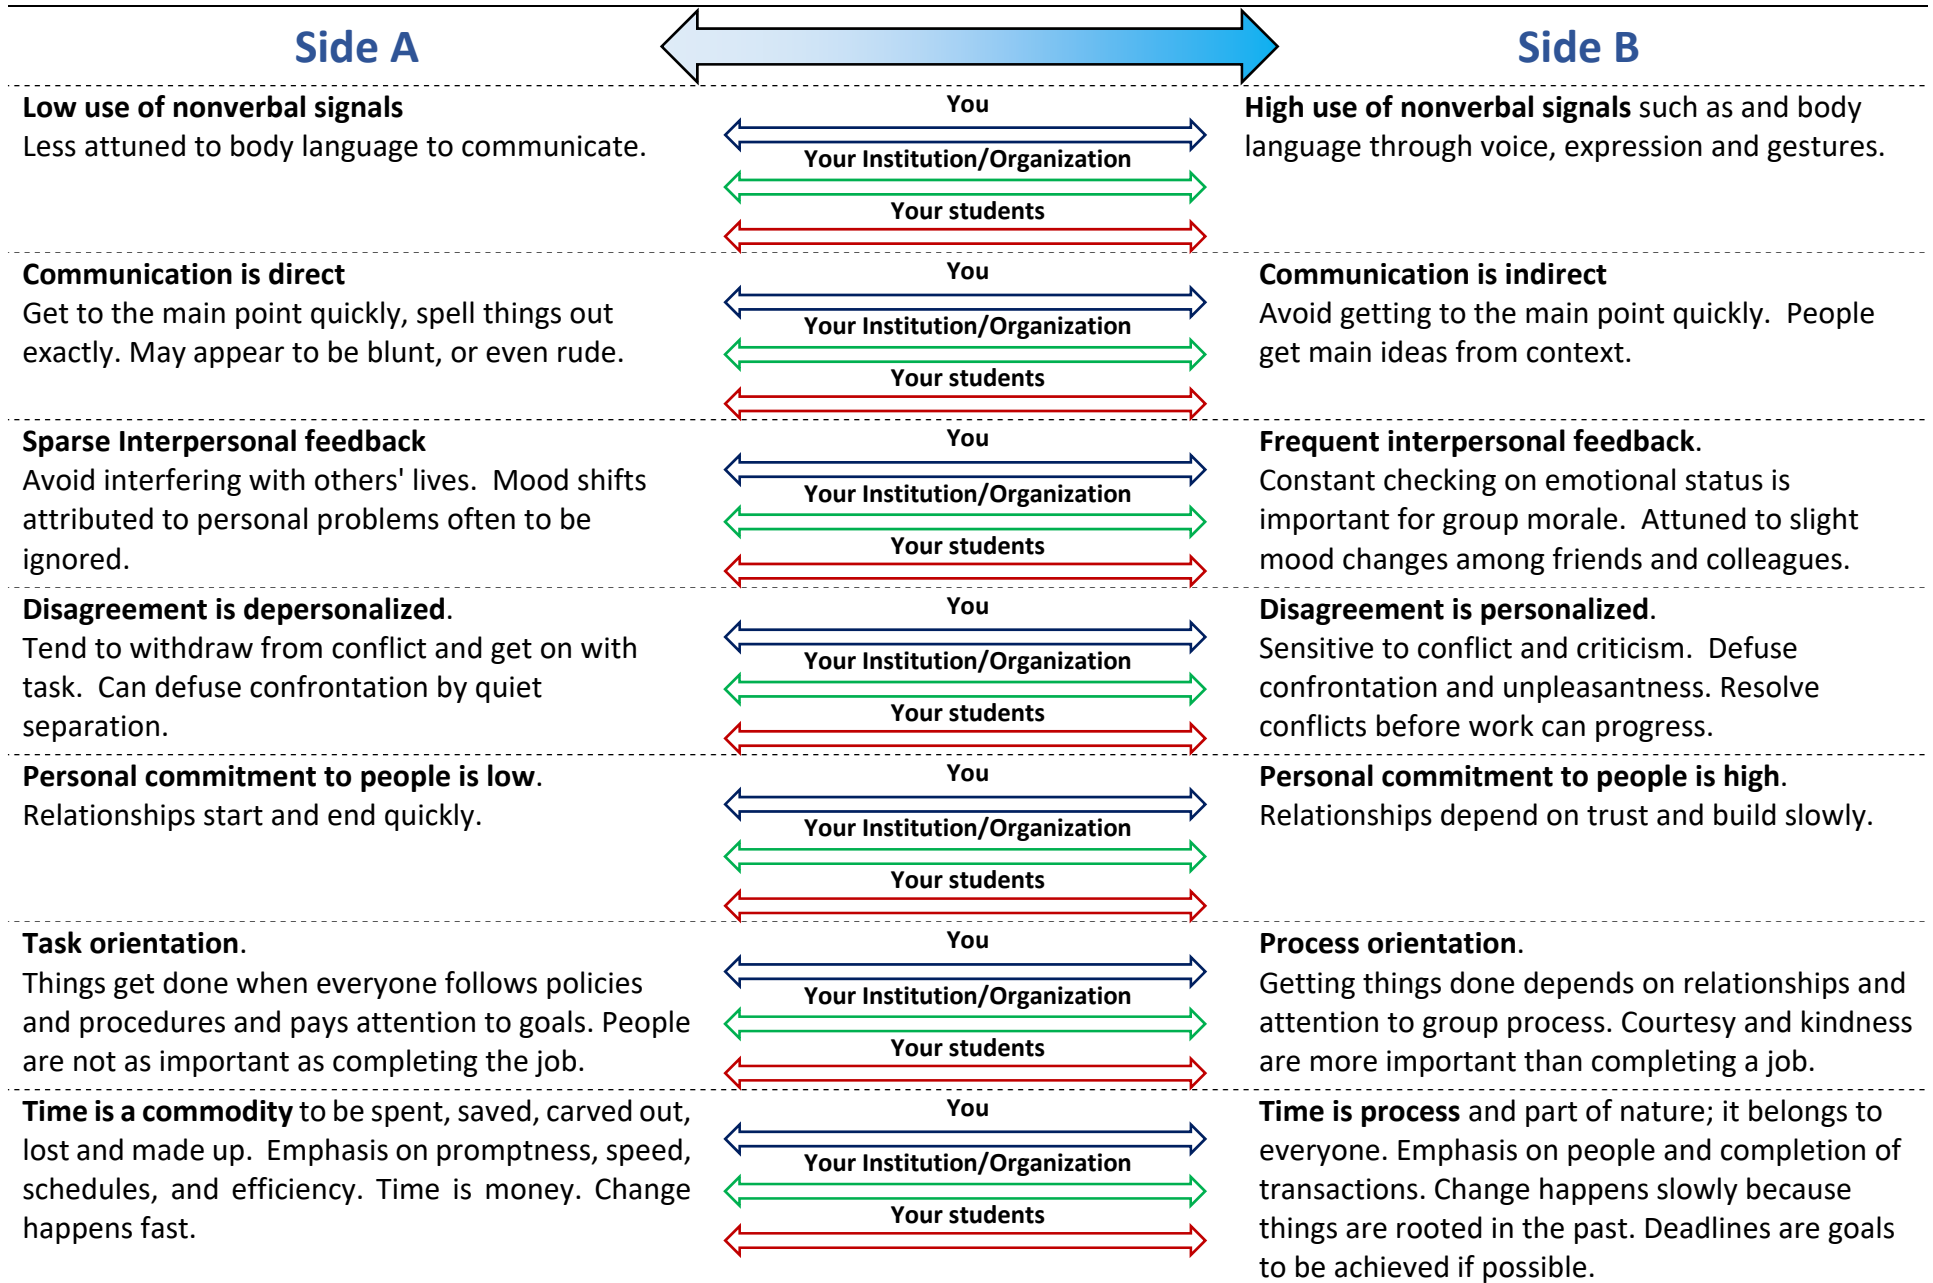 Side A
Side B
Low use of nonverbal signals
Less attuned to body language to communicate.
You
Your Institution/Organization
Your students
High use of nonverbal signals such as and body
language through voice, expression and gestures.
Communication is direct
Get to the main point quickly, spell things out
exactly. May appear to be blunt, or even rude.
You
Your Institution/Organization
Your students
Communication is indirect
Avoid getting to the main point quickly.  People
get main ideas from context.
Sparse Interpersonal feedback
Avoid interfering with others' lives.  Mood shifts
attributed to personal problems often to be
ignored.
You
Your Institution/Organization
Your students
Frequent interpersonal feedback.
Constant checking on emotional status is
important for group morale.  Attuned to slight
mood changes among friends and colleagues.
Disagreement is depersonalized.
Tend to withdraw from conflict and get on with
task.  Can defuse confrontation by quiet
separation.
You
Your Institution/Organization
Your students
Disagreement is personalized.
Sensitive to conflict and criticism.  Defuse
confrontation and unpleasantness. Resolve
conflicts before work can progress.
Personal commitment to people is low.
Relationships start and end quickly.
You
Your Institution/Organization
Your students
Personal commitment to people is high.
Relationships depend on trust and build slowly.
Task orientation.
Things get done when everyone follows policies
and procedures and pays attention to goals. People
are not as important as completing the job.
You
Your Institution/Organization
Your students
Process orientation.
Getting things done depends on relationships and
attention to group process. Courtesy and kindness
are more important than completing a job.
Time is a commodity to be spent, saved, carved out,
lost and made up.  Emphasis on promptness, speed,
schedules, and efficiency. Time is money. Change
happens fast.
You
Your Institution/Organization
Your students
Time is process and part of nature; it belongs to
everyone. Emphasis on people and completion of
transactions. Change happens slowly because
things are rooted in the past. Deadlines are goals
to be achieved if possible.